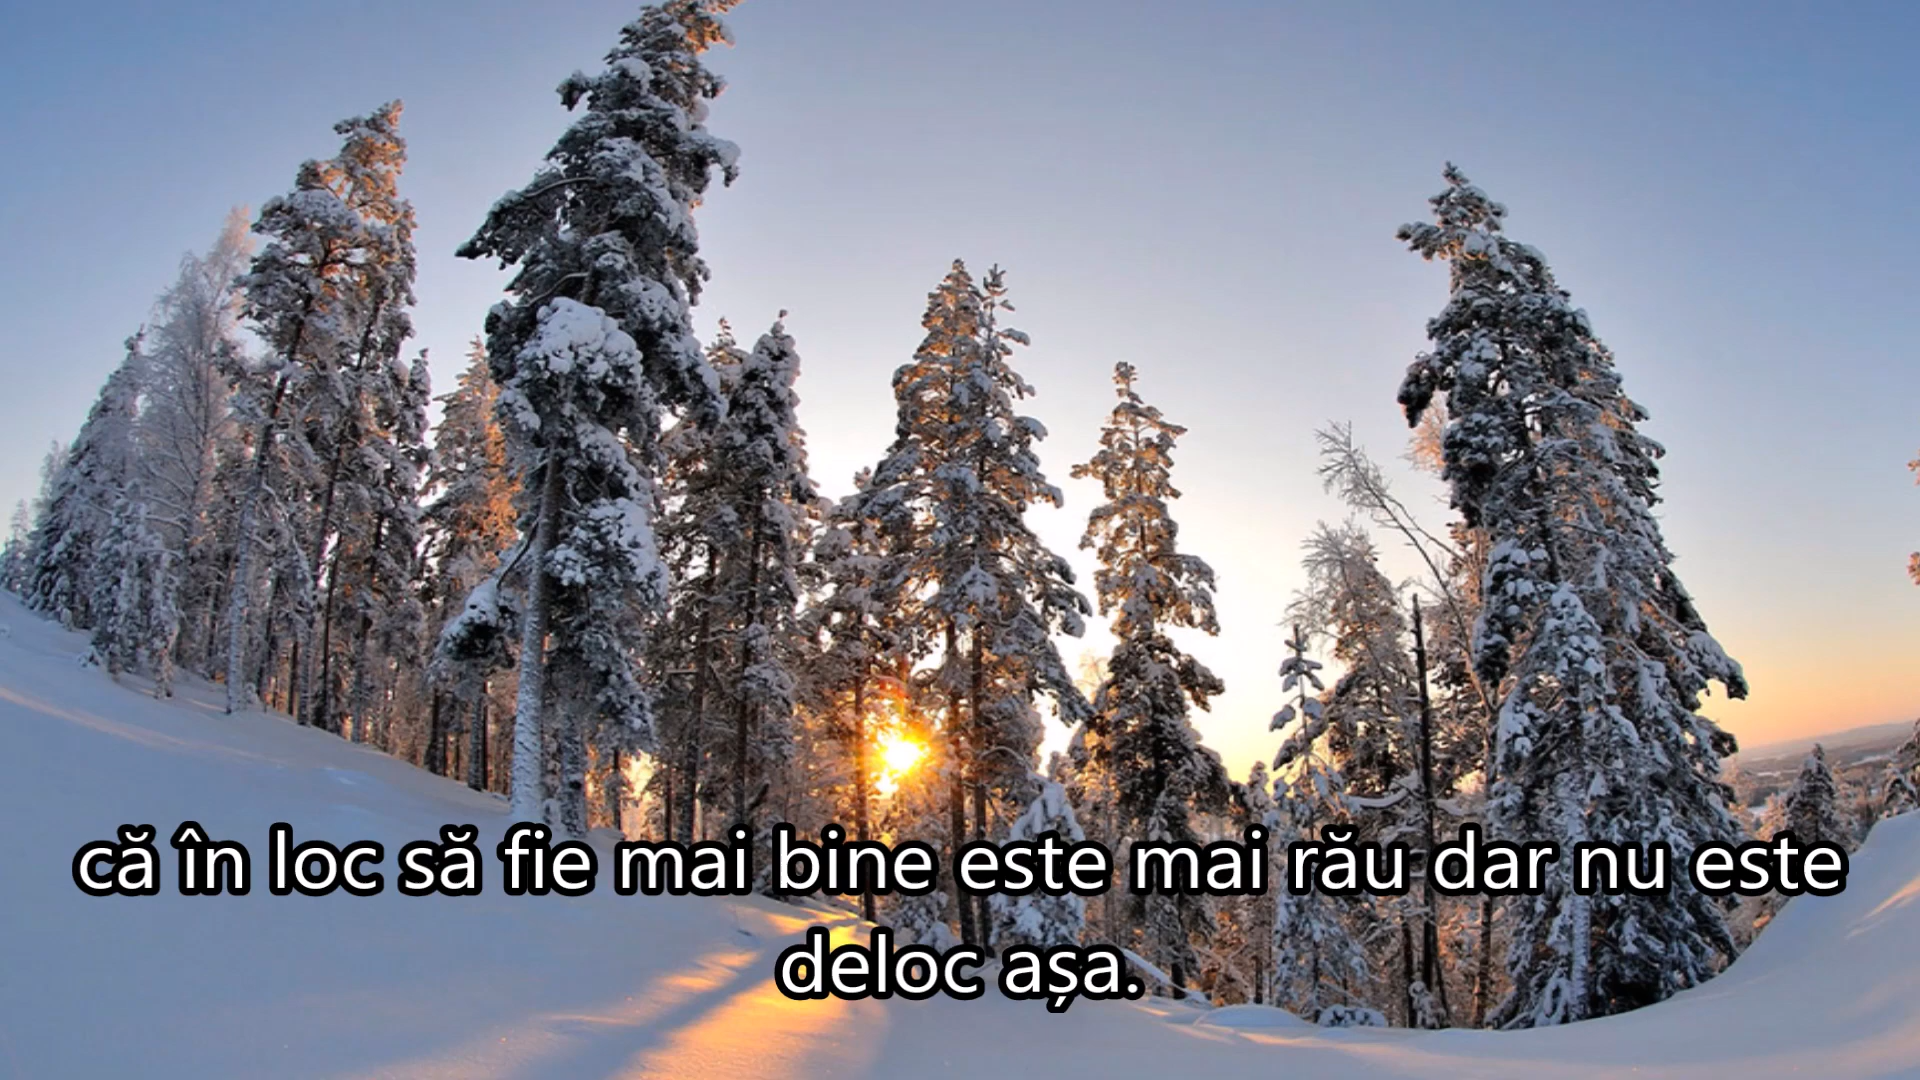 că în loc să fie mai bine este mai rău dar nu este
deloc așa.